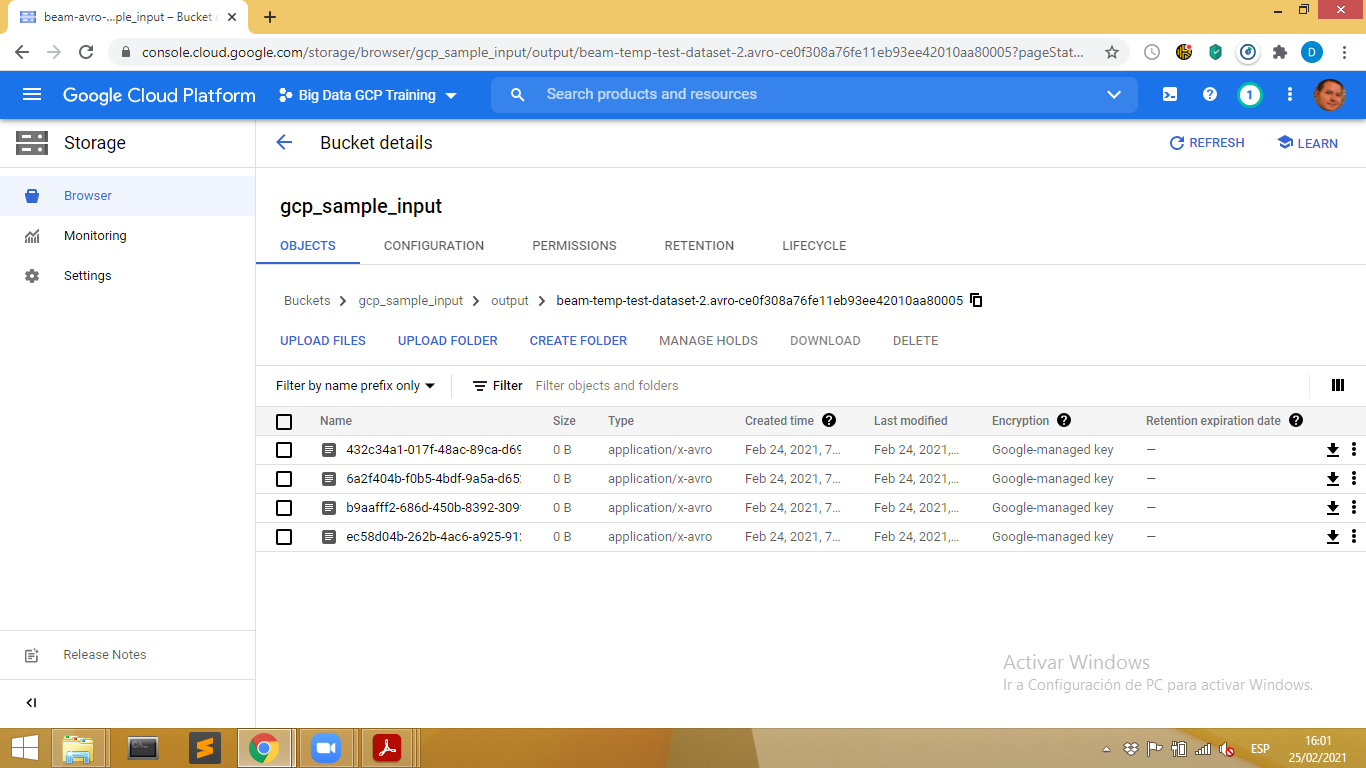 beam-avro-...ple_input – Bucket
console.cloud.google.com/storage/browser/gcp_sample_input/output/beam-temp-test-dataset-2.avro-ce0f308a76fe11eb93ee42010aa80005?pageStat...
D
Google Cloud Platform
Big Data GCP Training
Search products and resources
1
Storage
Bucket details
REFRESH
LEARN
Browser
Monitoring
Settings
gcp_sample_input
OBJECTS CONFIGURATION PERMISSIONS RETENTION LIFECYCLE
Buckets > gcp_sample_input > output > beam-temp-test-dataset-2.avro-ce0f308a76fe11eb93ee42010aa80005
UPLOAD FILES UPLOAD FOLDER CREATE FOLDER MANAGE HOLDS DOWNLOAD DELETE
Filter by name prefix only Filter Filter objects and folders
Name Size Type Created time Last modified Encryption Retention expiration date
432c34a1-017f-48ac-89ca-d69 0 B application/x-avro Feb 24, 2021, 7... Feb 24, 2021,... Google-managed key —
6a2f404b-f0b5-4bdf-9a5a-d65 0 B application/x-avro Feb 24, 2021, 7... Feb 24, 2021,... Google-managed key —
b9aafff2-686d-450b-8392-309 0 B application/x-avro Feb 24, 2021, 7... Feb 24, 2021,... Google-managed key —
ec58d04b-262b-4ac6-a925-91 0 B application/x-avro Feb 24, 2021, 7... Feb 24, 2021,... Google-managed key —
Release Notes
Activar Windows
Ir a Configuración de PC para activar Windows.
ESP
16:01
25/02/2021